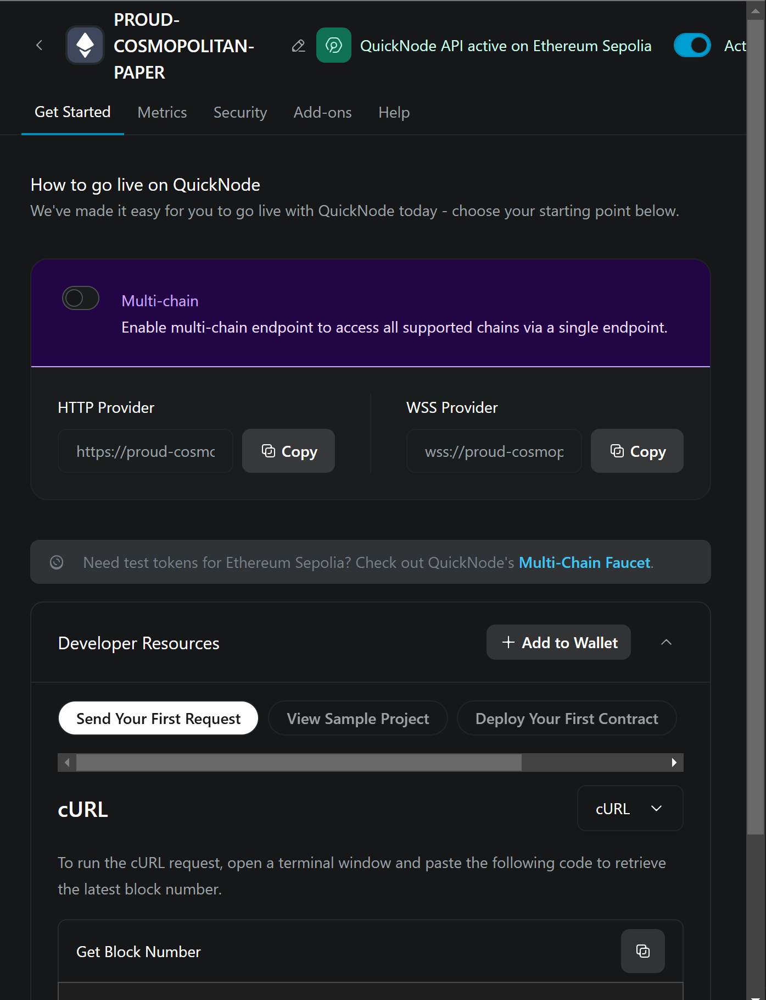 PROUD-
COSMOPOLITAN-
PAPER
QuickNode API active on Ethereum Sepolia
Act
Get Started
Metrics
Security
Add-ons
Help
How to go live on QuickNode
We've made it easy for you to go live with QuickNode today - choose your starting point below.
Multi-chain
Enable multi-chain endpoint to access all supported chains via a single endpoint.
HTTP Provider
https://proud-cosmo
Copy
WSS Provider
wss://proud-cosmop
Copy
Need test tokens for Ethereum Sepolia? Check out QuickNode's Multi-Chain Faucet.
Developer Resources
Add to Wallet
Send Your First Request
View Sample Project
Deploy Your First Contract
cURL
cURL
To run the cURL request, open a terminal window and paste the following code to retrieve
the latest block number.
Get Block Number